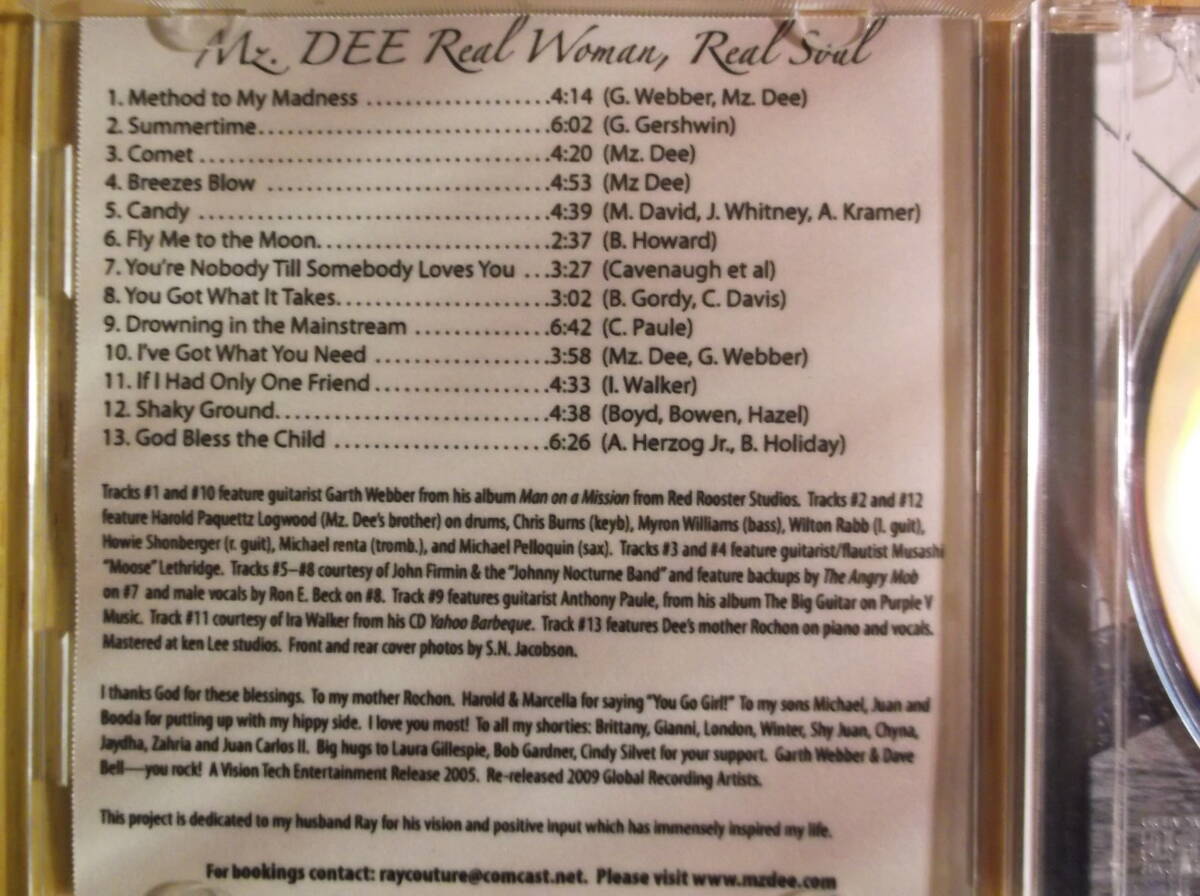 Mz. DEE Real Woman, Real Soul
1. Method to My Madness ...................4:14 (G. Webber, Mz. Dee)
2. Summertime..............................6:02 (G. Gershwin)
3. Comet ....................................4:20 (Mz. Dee)
4. Breezes Blow .............................4:53 (Mz Dee)
5. Candy ....................................4:39 (M. David, J. Whitney, A. Kramer)
6. Fly Me to the Moon........................2:37 (B. Howard)
7. You're Nobody Till Somebody Loves You ...3:27 (Cavenaugh et al)
8. You Got What It Takes......................3:02 (B. Gordy, C. Davis)
9. Drowning in the Mainstream ..............6:42 (C. Paule)
10. I've Got What You Need ..................3:58 (Mz. Dee, G. Webber)
11. If I Had Only One Friend..................4:33 (I. Walker)
12. Shaky Ground............................4:38 (Boyd, Bowen, Hazel)
13. God Bless the Child ......................6:26 (A. Herzog Jr., B. Holiday)
Tracks #1 and #10 feature guitarist Garth Webber from his album Man on a Mission from Red Rooster Studios. Tracks #2 and #12
feature Harold Paquettz Logwood (Mz. Dee's brother) on drums, Chris Burns (keyb), Myron Williams (bass), Wilton Rabb (l. guit),
Howie Shonberger (r. guit), Michael renta (tromb.), and Michael Pelloquin (sax). Tracks #3 and #4 feature guitarist/flautist Musashi
"Moose" Lethridge. Tracks #5–#8 courtesy of John Firmin & the "Johnny Nocturne Band" and feature backups by The Angry Mob
on #7 and male vocals by Ron E. Beck on #8. Track #9 features guitarist Anthony Paule, from his album The Big Guitar on Purple V
Music. Track #11 courtesy of Ira Walker from his CD Yahoo Barbeque. Track #13 features Dee's mother Rochon on piano and vocals.
Mastered at ken Lee studios. Front and rear cover photos by S.N. Jacobson.
I thanks God for these blessings. To my mother Rochon. Harold & Marcella for saying "You Go Girl!" To my sons Michael, Juan and
Booda for putting up with my hippy side. I love you most! To all my shorties: Brittany, Gianni, London, Winter, Shy Juan, Chyna,
Jaydha, Zahria and Juan Carlos II. Big hugs to Laura Gillespie, Bob Gardner, Cindy Silvet for your support. Garth Webber & Dave
Bell—you rock! A Vision Tech Entertainment Release 2005. Re-released 2009 Global Recording Artists.
This project is dedicated to my husband Ray for his vision and positive input which has immensely inspired my life.
For bookings contact: raycouture@comcast.net. Please visit www.mzdee.com